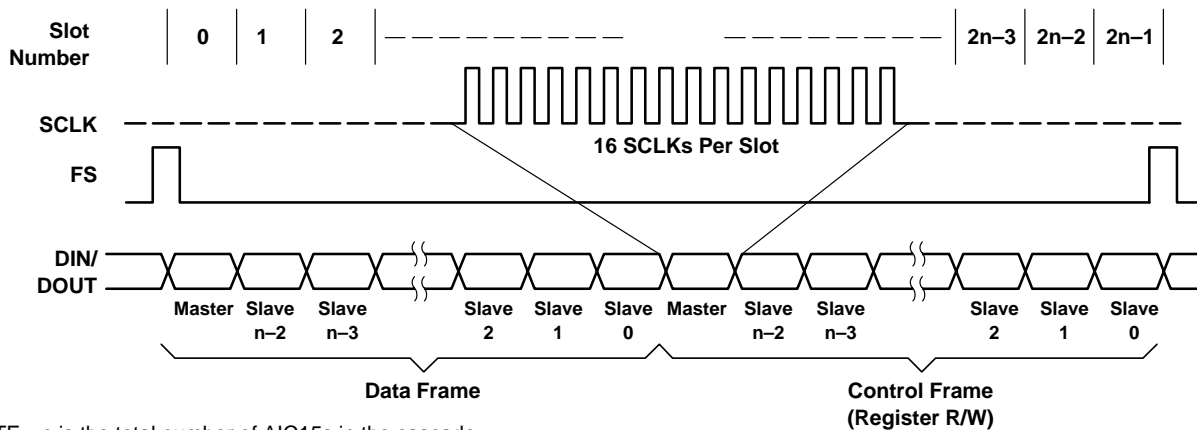 Slot
Number
0 1 2 2n–3 2n–2 2n–1
SCLK
16 SCLKs Per Slot
FS
DIN/
DOUT
Master Slave Slave Slave Slave Slave Master Slave Slave Slave Slave Slave
n–2 n–3 2 1 0 n–2 n–3 2 1 0
Data Frame
Control Frame
(Register R/W)